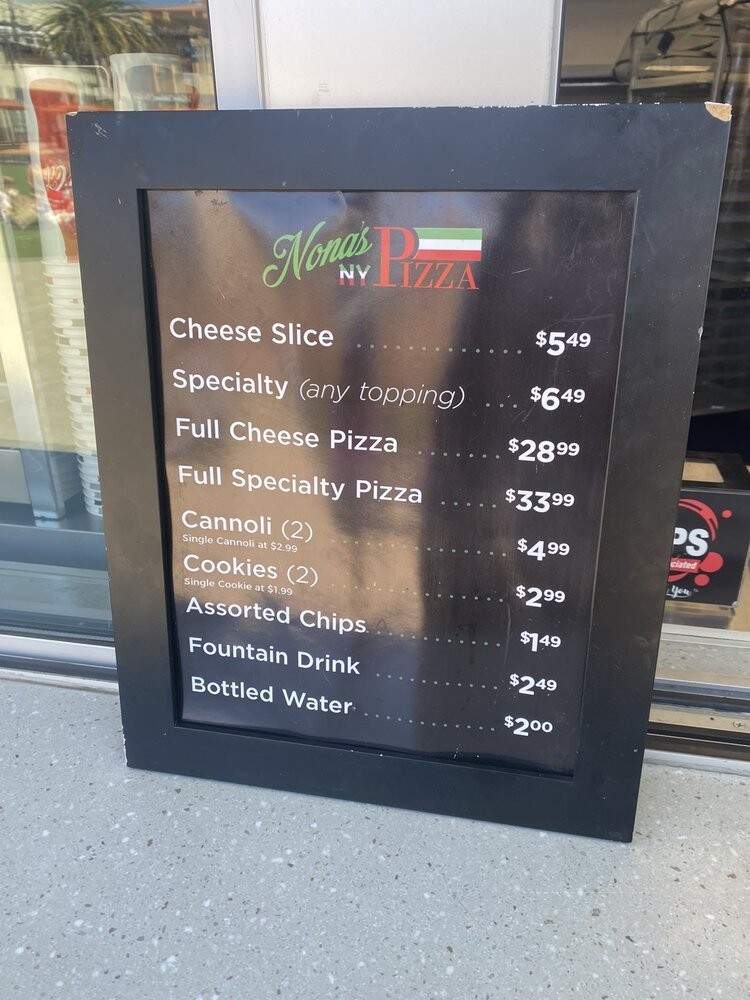 Nona's NY PIZZA
Cheese Slice ............... $5.49
Specialty (any topping) .... $6.49
Full Cheese Pizza ........ $28.99
Full Specialty Pizza ...... $33.99
Cannoli (2) ............... $4.99
Single Cannoli at $2.99
Cookies (2) ............... $2.99
Single Cookie at $1.99
Assorted Chips ............ $1.49
Fountain Drink ............ $2.49
Bottled Water ............. $2.00
PS
ciated
You